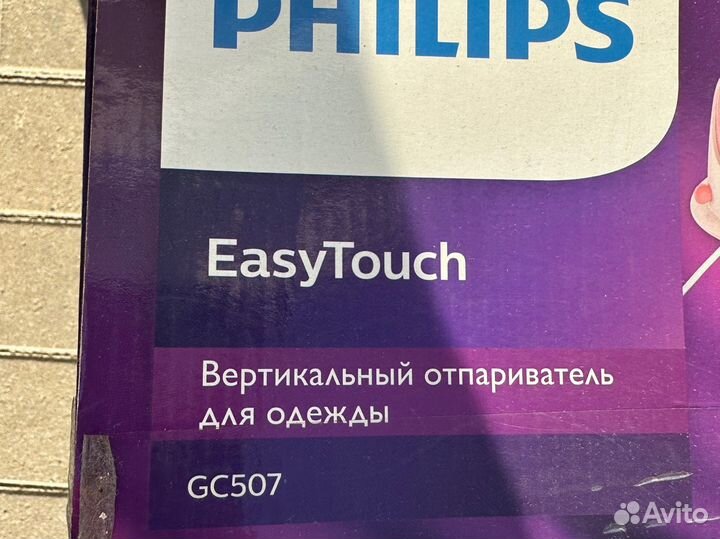 PHILIPS
EasyTouch
Вертикальный отпариватель
для одежды
GC507
Avito